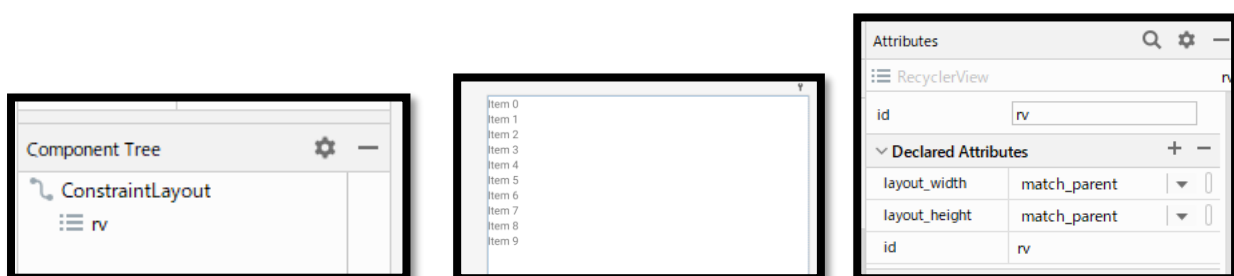 Component Tree
ConstraintLayout
rv
Item 0
Item 1
Item 2
Item 3
Item 4
Item 5
Item 6
Item 7
Item 8
Item 9
Attributes
RecyclerView rv
id rv
Declared Attributes
layout_width match_parent
layout_height match_parent
id rv